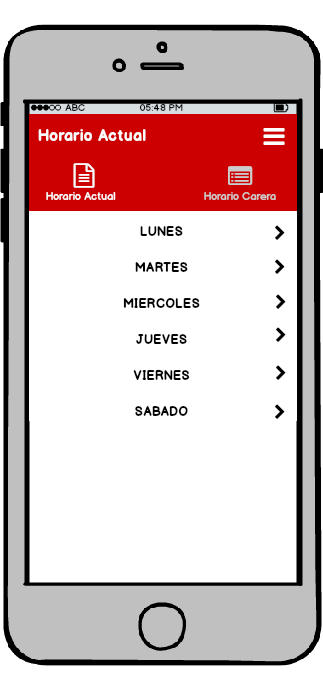 ABC 05:48 PM
Horario Actual
Horario Actual Horario Carera
LUNES
MARTES
MIERCOLES
JUEVES
VIERNES
SABADO